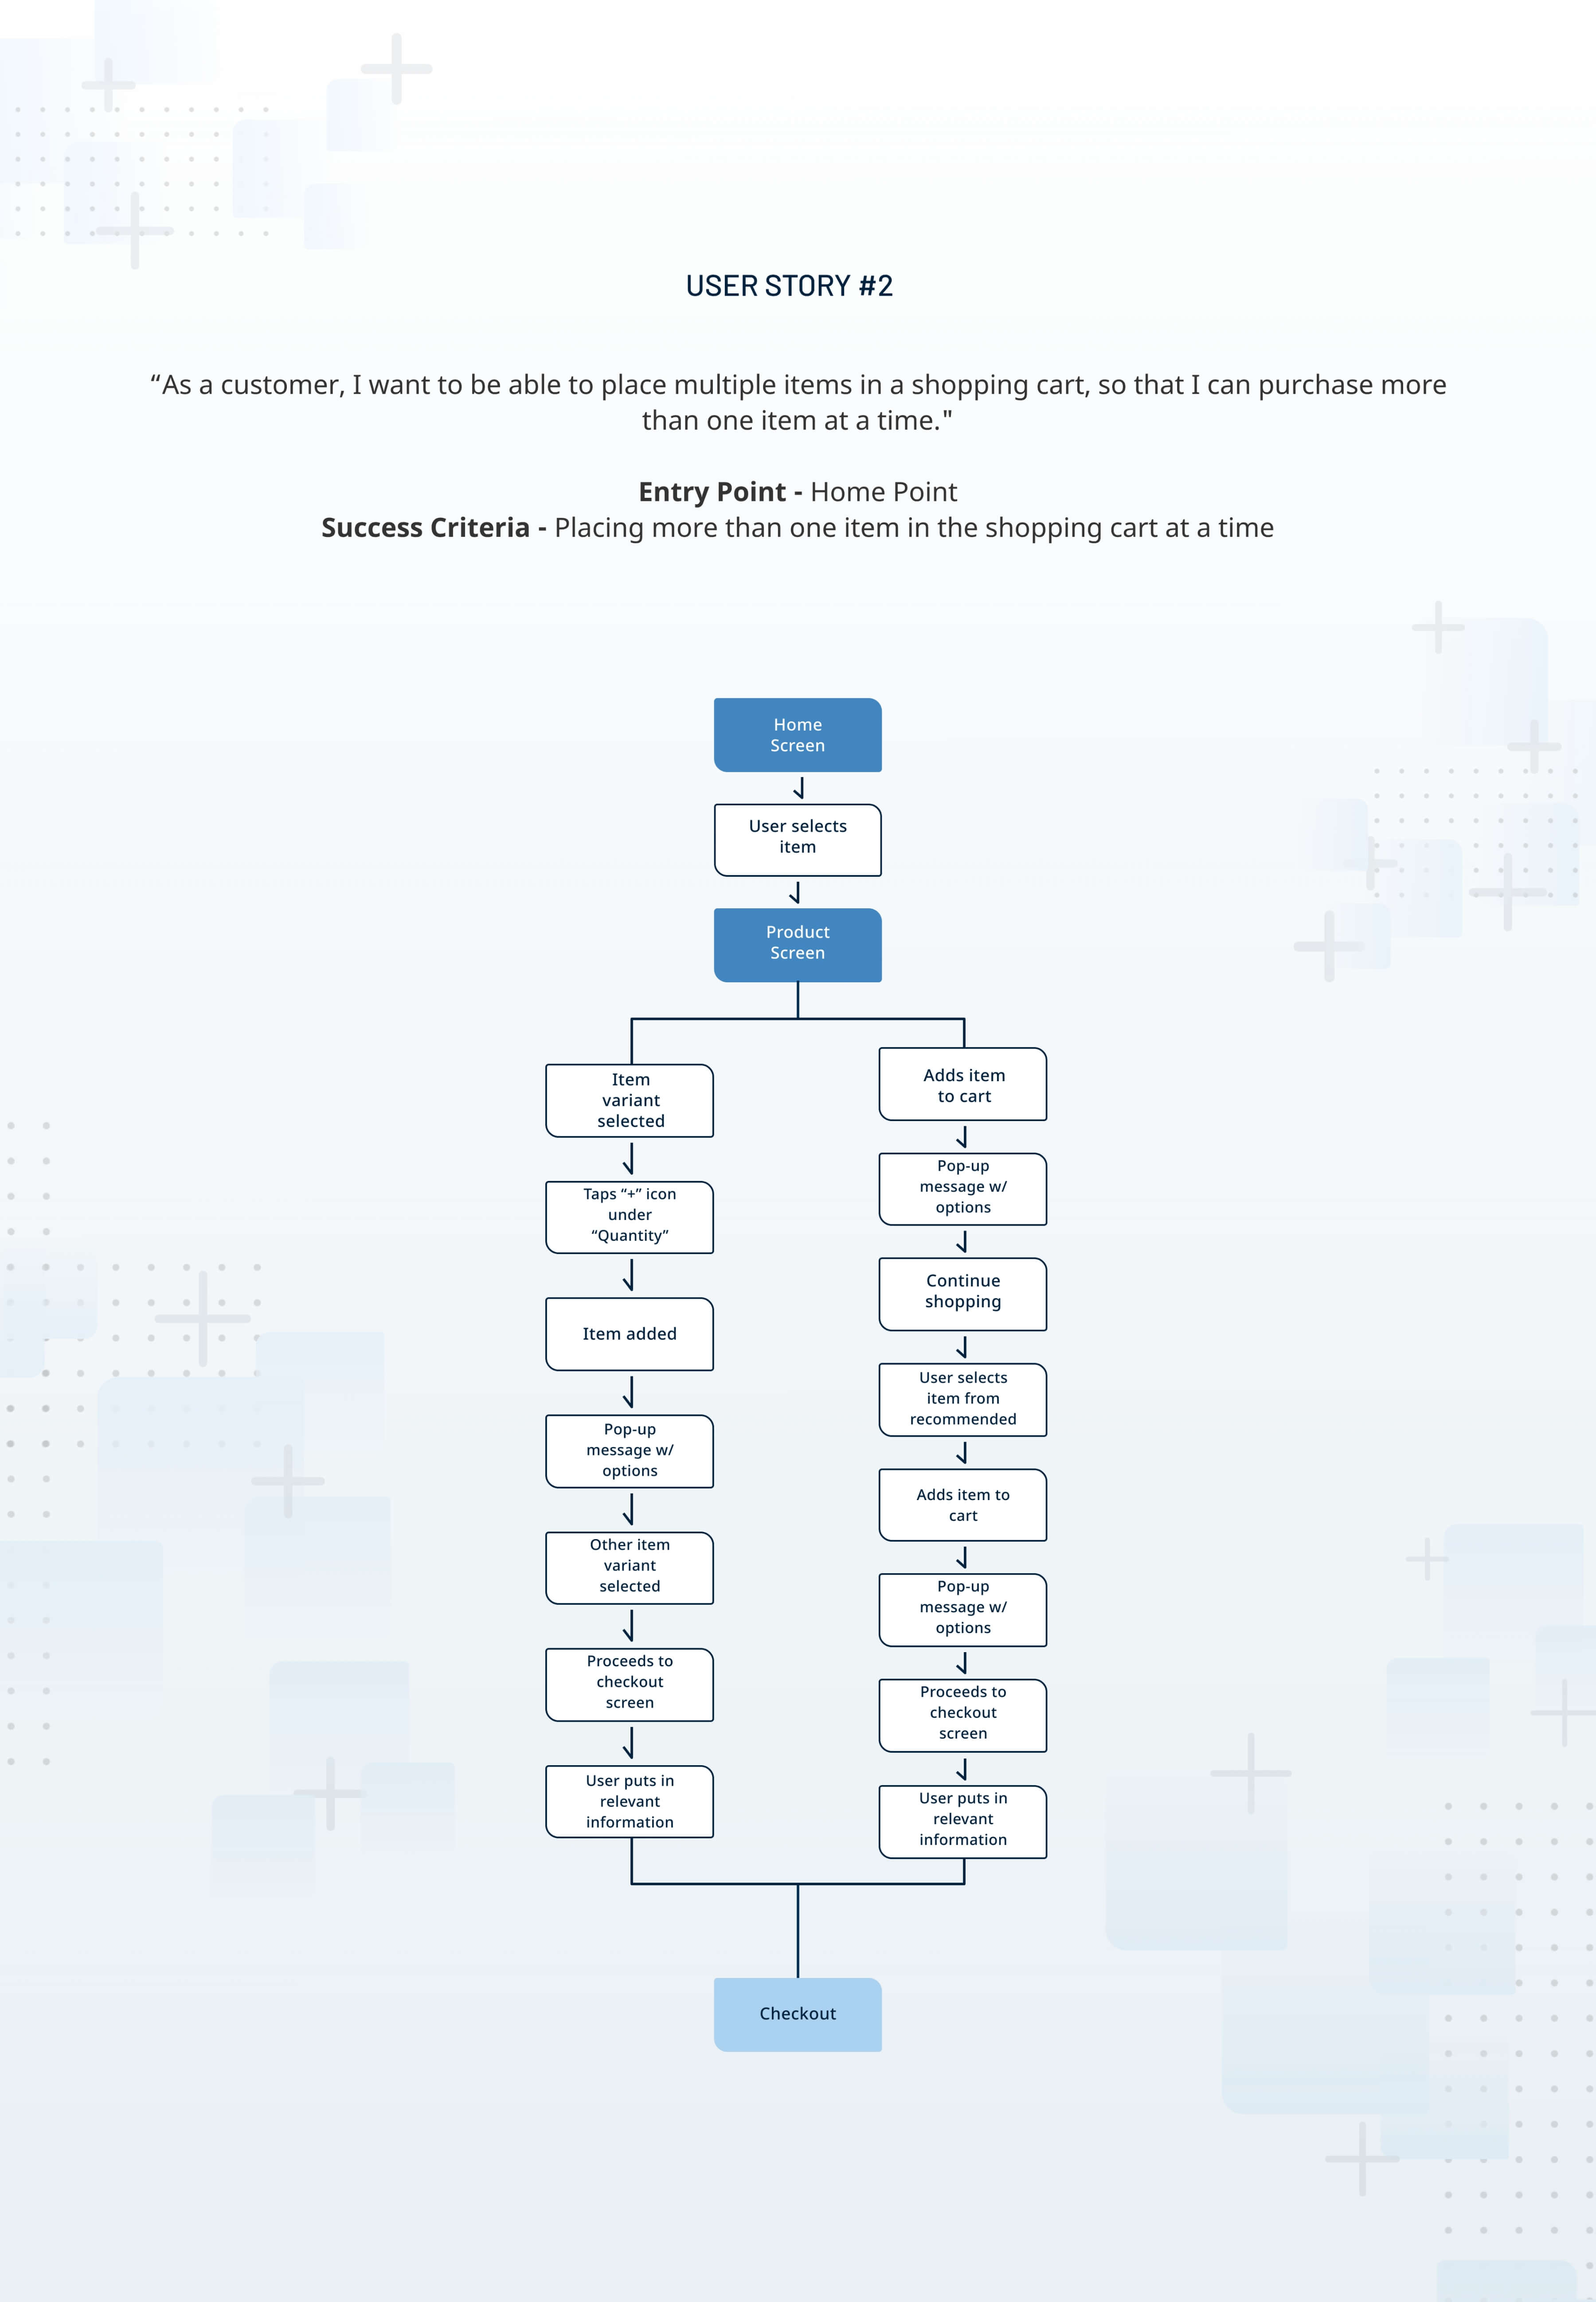 USER STORY #2
“As a customer, I want to be able to place multiple items in a shopping cart, so that I can purchase more
than one item at a time."
Entry Point - Home Point
Success Criteria - Placing more than one item in the shopping cart at a time
Home
Screen
User selects
item
Product
Screen
Item
variant
selected
Taps “+” icon
under
“Quantity”
Item added
Pop-up
message w/
options
Other item
variant
selected
Proceeds to
checkout
screen
User puts in
relevant
information
Adds item
to cart
Pop-up
message w/
options
Continue
shopping
User selects
item from
recommended
Adds item to
cart
Pop-up
message w/
options
Proceeds to
checkout
screen
User puts in
relevant
information
Checkout